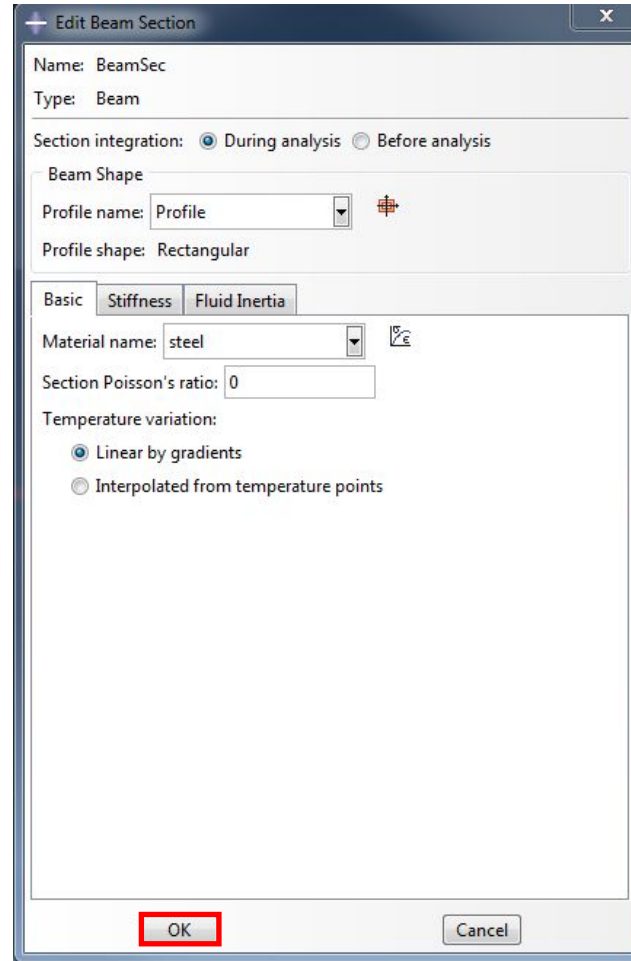 Edit Beam Section
x
Name: BeamSec
Type: Beam
Section integration: During analysis Before analysis
Beam Shape
Profile name: Profile
Profile shape: Rectangular
Basic Stiffness Fluid Inertia
Material name: steel
σ ε
Section Poisson's ratio: 0
Temperature variation:
Linear by gradients
Interpolated from temperature points
OK Cancel